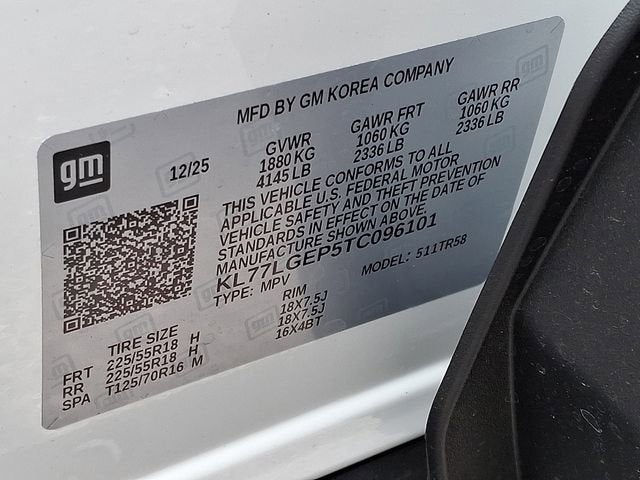 MFD BY GM KOREA COMPANY
gm
12/25
GVWR
1880 KG
4145 LB
GAWR FRT
1060 KG
2336 LB
GAWR RR
1060 KG
2336 LB
THIS VEHICLE CONFORMS TO ALL
APPLICABLE U.S. FEDERAL MOTOR
VEHICLE SAFETY AND THEFT PREVENTION
STANDARDS IN EFFECT ON THE DATE OF
MANUFACTURE SHOWN ABOVE
KL77LGEP5TC096101
TYPE: MPV
MODEL: 511TR58
TIRE SIZE
RIM
FRT 225/55R18 H 18X7.5J
RR 225/55R18 H 18X7.5J
SPA T125/70R16 M 16X4BT